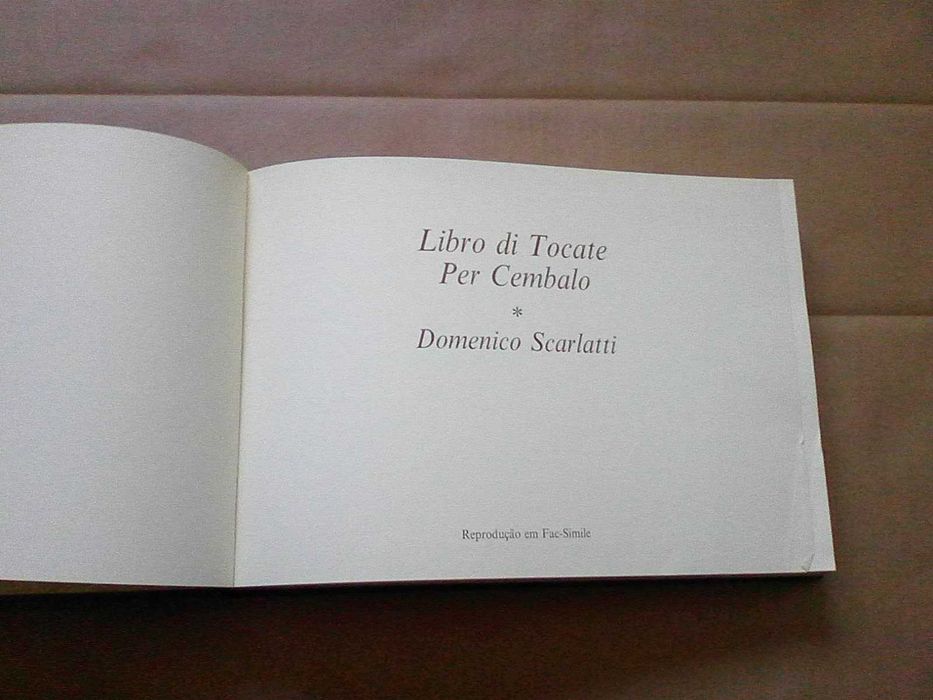 Libro di Tocate
Per Cembalo
*
Domenico Scarlatti
Reprodução em Fac-Simile